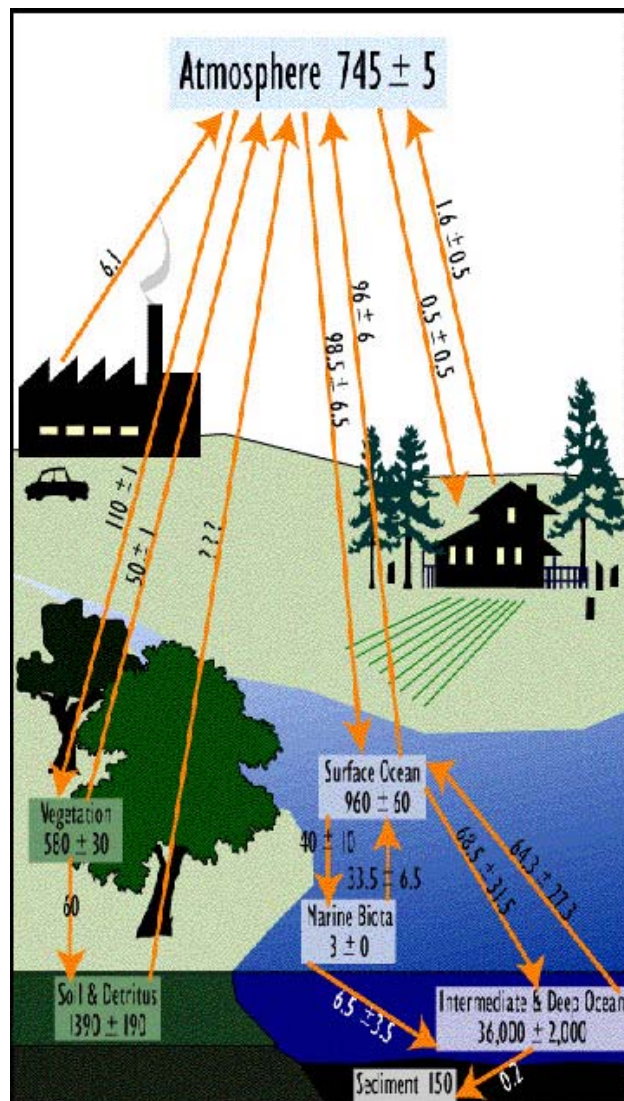 Atmosphere 745 ± 5
6.1
1.6 ± 0.5
0.5 ± 0.5
96 ± 6
98.5 ± 6.5
110 ± 1
50 ± 1
???
Surface Ocean
960 ± 60
Vegetation
580 ± 30
40 ± 10
33.5 ± 6.5
68.5 ± 31.5
64.3 ± 27.3
60
Marine Biota
3 ± 0
Soil & Detritus
1390 ± 190
6.5 ±3.5
Intermediate & Deep Ocean
36,000 ± 2,000
Sediment 150
0.2